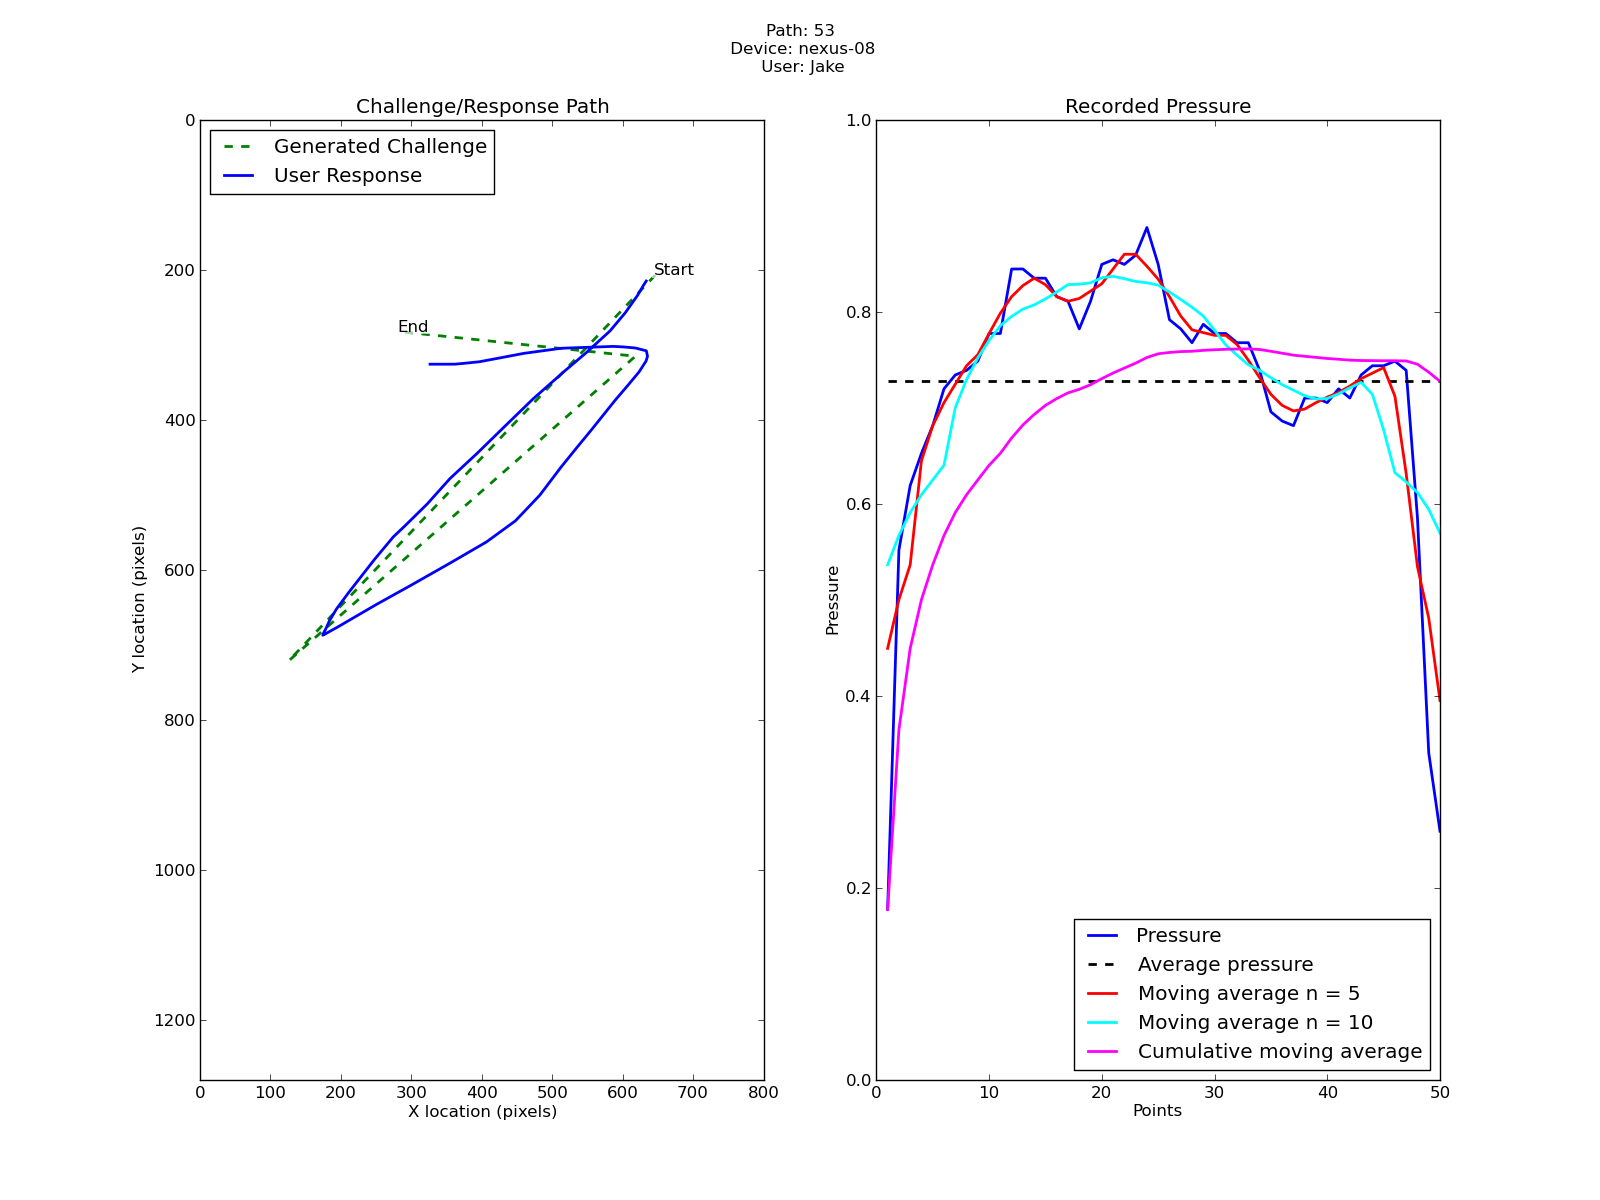 Path: 53
Device: nexus-08
User: Jake
Challenge/Response Path
0
200
400
600
800
1000
1200
Y location (pixels)
Generated Challenge
User Response
Start
End
0 100 200 300 400 500 600 700 800
X location (pixels)
Recorded Pressure
1.0
0.8
0.6
0.4
0.2
0.0
Pressure
Pressure
Average pressure
Moving average n = 5
Moving average n = 10
Cumulative moving average
0 10 20 30 40 50
Points